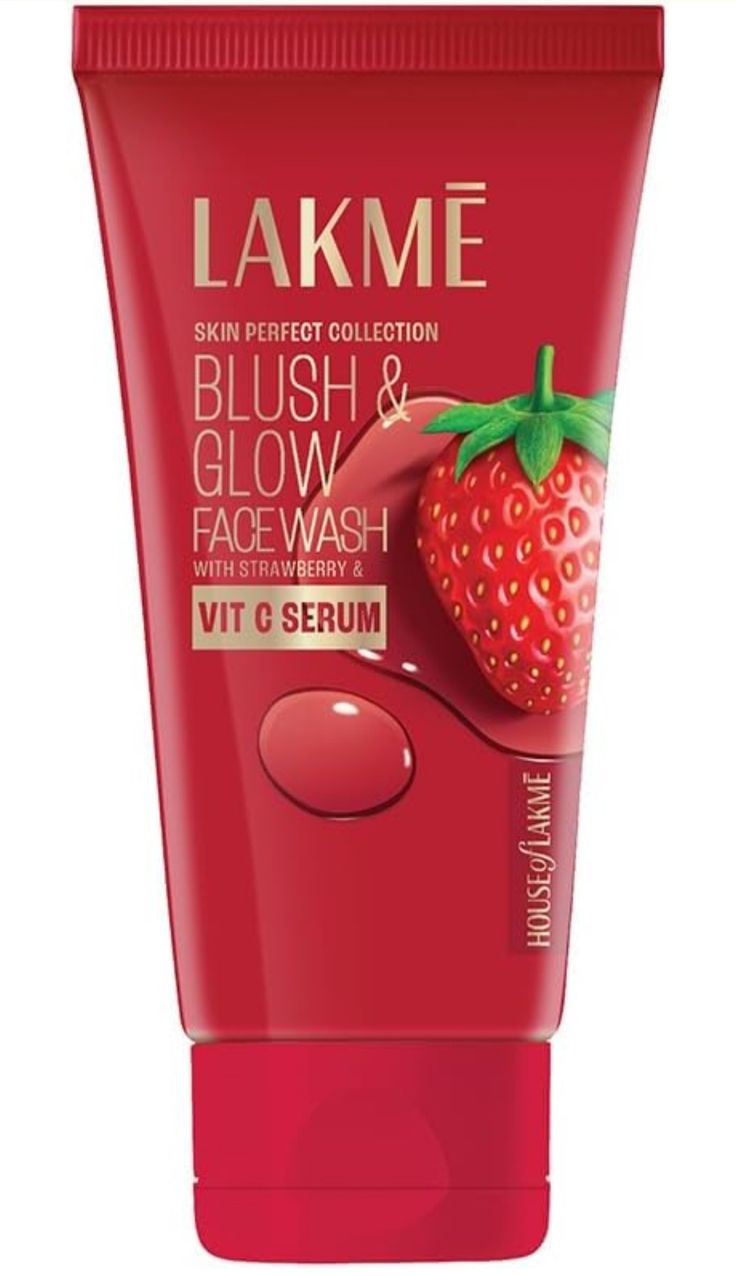 LAKMĒ
SKIN PERFECT COLLECTION
BLUSH &
GLOW
FACE WASH
WITH STRAWBERRY &
VIT C SERUM
HOUSE of LAKMĒ